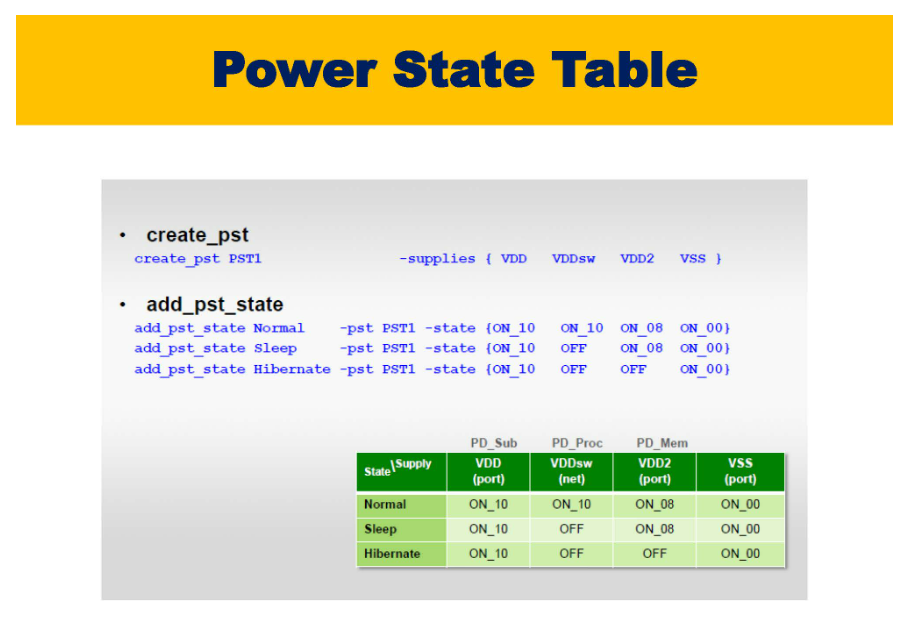 Power State Table
• create_pst
create_pst PST1 -supplies { VDD VDDsw VDD2 VSS }
• add_pst_state
add_pst_state Normal -pst PST1 -state {ON_10 ON_10 ON_08 ON_00}
add_pst_state Sleep -pst PST1 -state {ON_10 OFF ON_08 ON_00}
add_pst_state Hibernate -pst PST1 -state {ON_10 OFF OFF ON_00}
PD_Sub PD_Proc PD_Mem
State\Supply VDD (port) VDDsw (net) VDD2 (port) VSS (port)
Normal ON_10 ON_10 ON_08 ON_00
Sleep ON_10 OFF ON_08 ON_00
Hibernate ON_10 OFF OFF ON_00